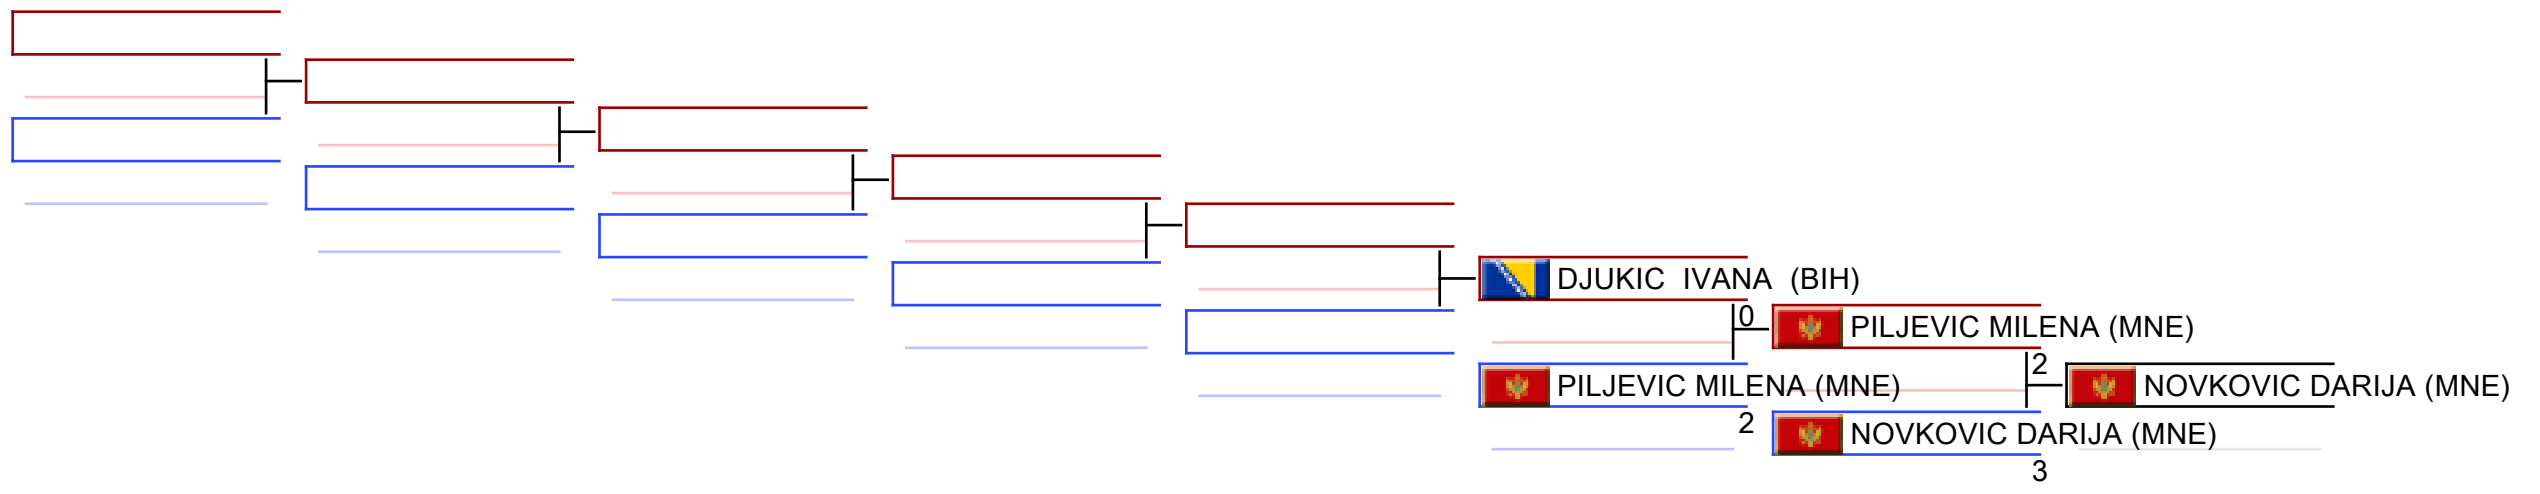 DJUKIC  IVANA  (BIH)
0
PILJEVIC MILENA (MNE)
2
PILJEVIC MILENA (MNE)
NOVKOVIC DARIJA (MNE)
2
NOVKOVIC DARIJA (MNE)
3